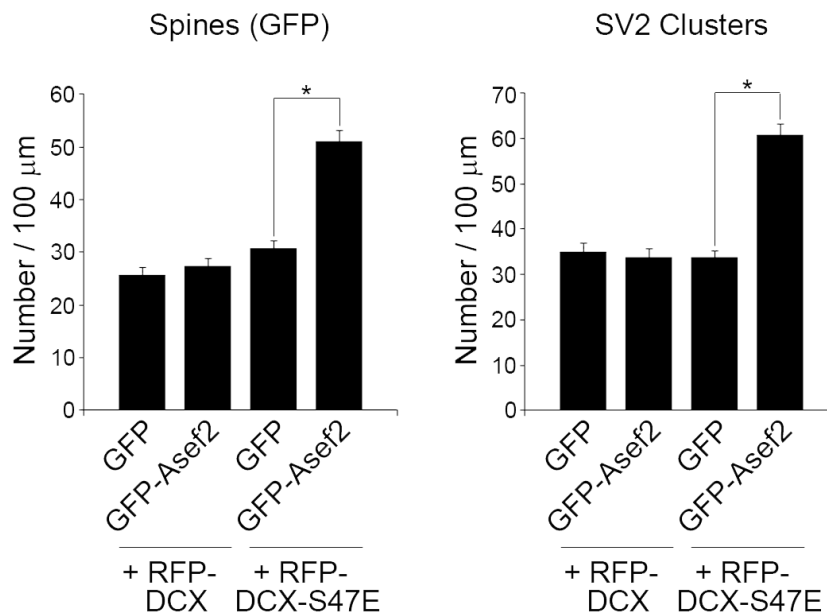 Spines (GFP)
Number / 100 μm
60
50
40
30
20
10
0
*
GFP
GFP-Asef2
GFP
GFP-Asef2
+ RFP-
DCX
+ RFP-
DCX-S47E
SV2 Clusters
Number / 100 μm
70
60
50
40
30
20
10
0
*
GFP
GFP-Asef2
GFP
GFP-Asef2
+ RFP-
DCX
+ RFP-
DCX-S47E